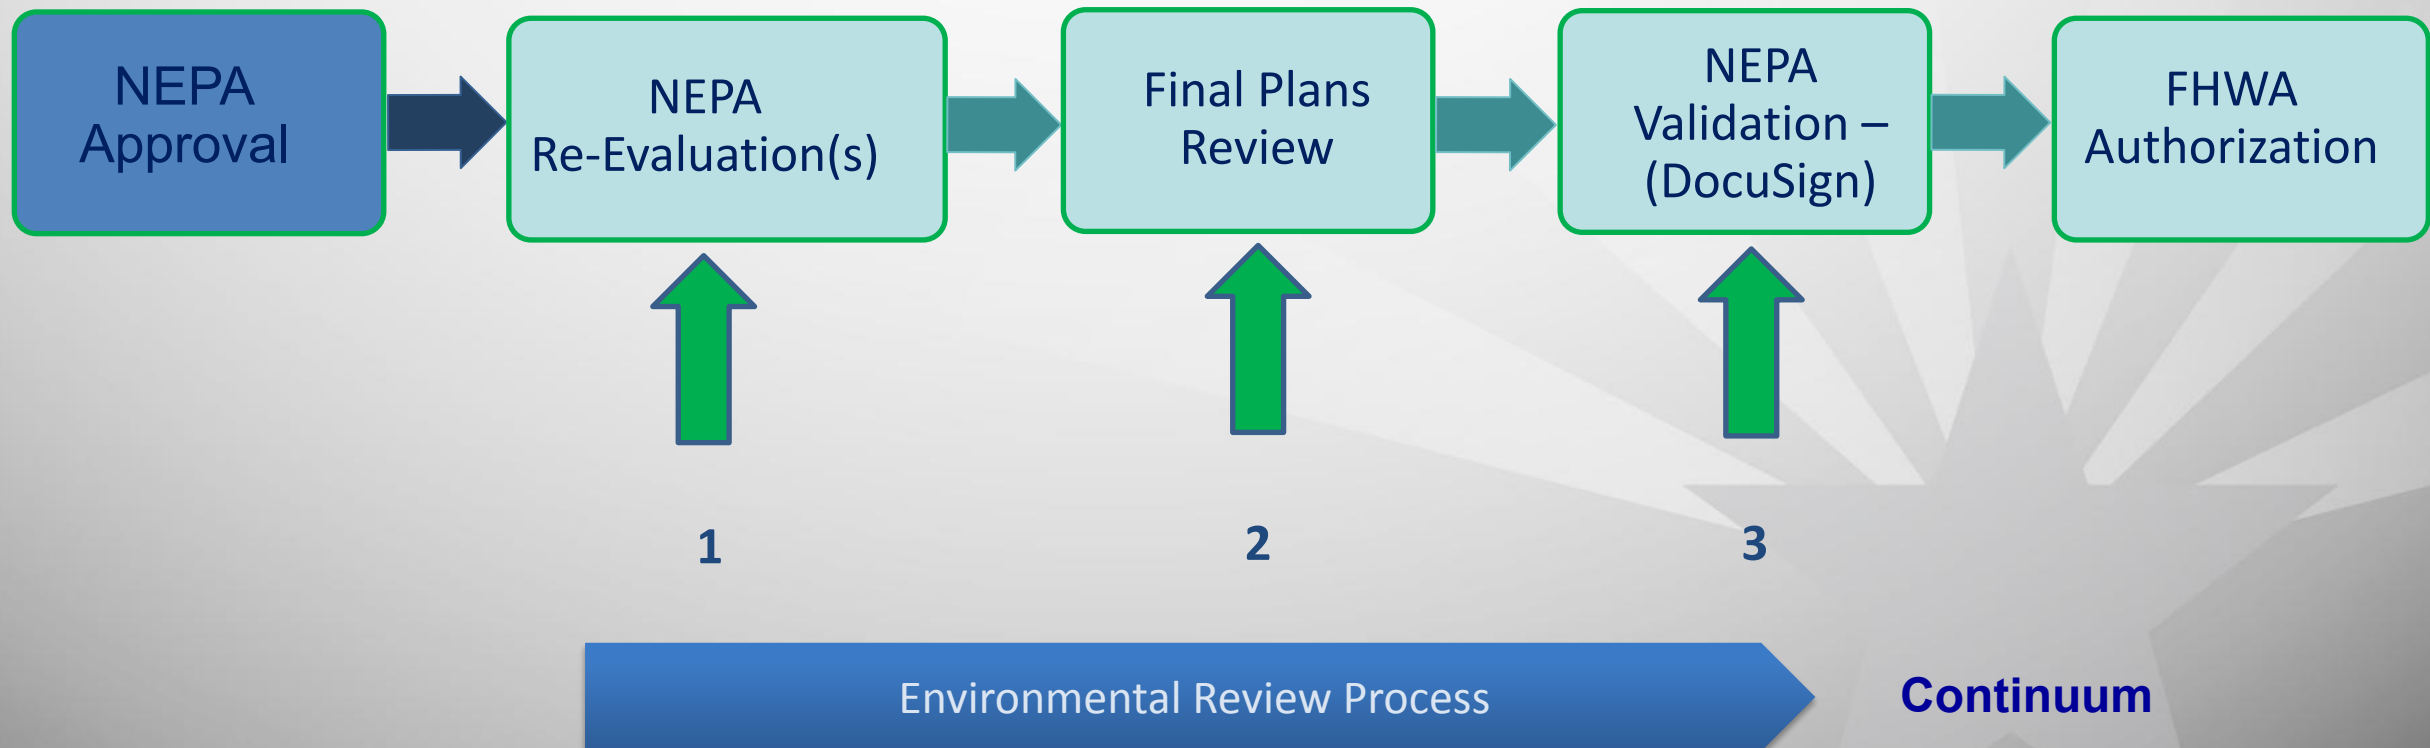 NEPA
Approval
NEPA
Re-Evaluation(s)
Final Plans
Review
NEPA
Validation –
(DocuSign)
FHWA
Authorization
1
2
3
Environmental Review Process
Continuum